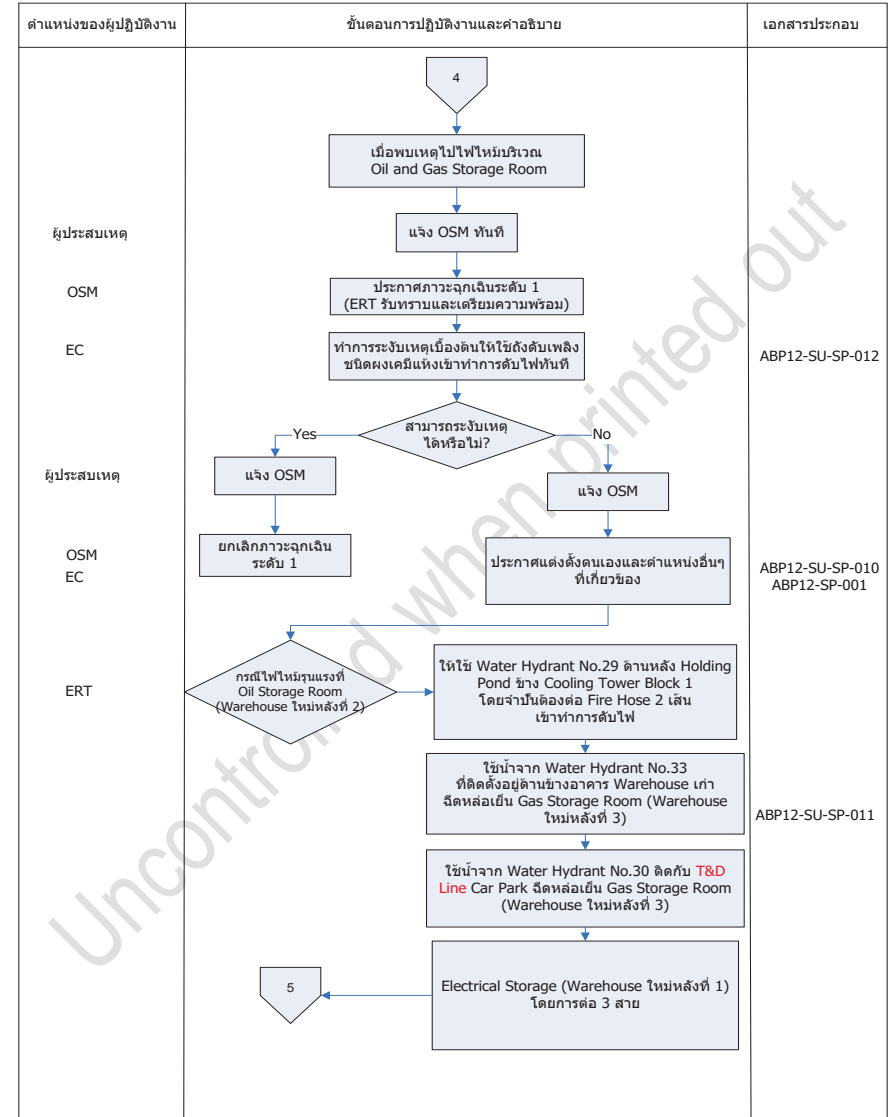 ตำแหน่งของผู้ปฏิบัติงาน
ขั้นตอนการปฏิบัติงานและคำอธิบาย
เอกสารประกอบ
4
เมื่อพบเหตุไปไฟไหม้บริเวณ
Oil and Gas Storage Room
ผู้ประสบเหตุ
แจ้ง OSM ทันที
OSM
ประกาศภาวะฉุกเฉินระดับ 1
(ERT รับทราบและเตรียมความพร้อม)
EC
ทำการระงับเหตุเบื้องต้นให้ใช้ถังดับเพลิง
ชนิดผงเคมีแห้งเข้าทำการดับไฟทันที
ABP12-SU-SP-012
สามารถระงับเหตุ
ได้หรือไม่?
Yes
No
ผู้ประสบเหตุ
แจ้ง OSM
แจ้ง OSM
OSM
EC
ยกเลิกภาวะฉุกเฉิน
ระดับ 1
ประกาศแต่งตั้งตนเองและตำแหน่งอื่นๆ
ที่เกี่ยวข้อง
ABP12-SU-SP-010
ABP12-SP-001
ERT
กรณีไฟไหม้รุนแรงที่
Oil Storage Room
(Warehouse ใหม่หลังที่ 2)
ให้ใช้ Water Hydrant No.29 ด้านหลัง Holding
Pond ข้าง Cooling Tower Block 1
โดยจำป็นต้องต่อ Fire Hose 2 เส้น
เข้าทำการดับไฟ
ใช้น้ำจาก Water Hydrant No.33
ที่ติดตั้งอยู่ด้านข้างอาคาร Warehouse เก่า
ฉีดหล่อเย็น Gas Storage Room (Warehouse
ใหม่หลังที่ 3)
ABP12-SU-SP-011
ใช้น้ำจาก Water Hydrant No.30 ติดกับ T&D
Line Car Park ฉีดหล่อเย็น Gas Storage Room
(Warehouse ใหม่หลังที่ 3)
5
Electrical Storage (Warehouse ใหม่หลังที่ 1)
โดยการต่อ 3 สาย
Uncontrolled when printed out